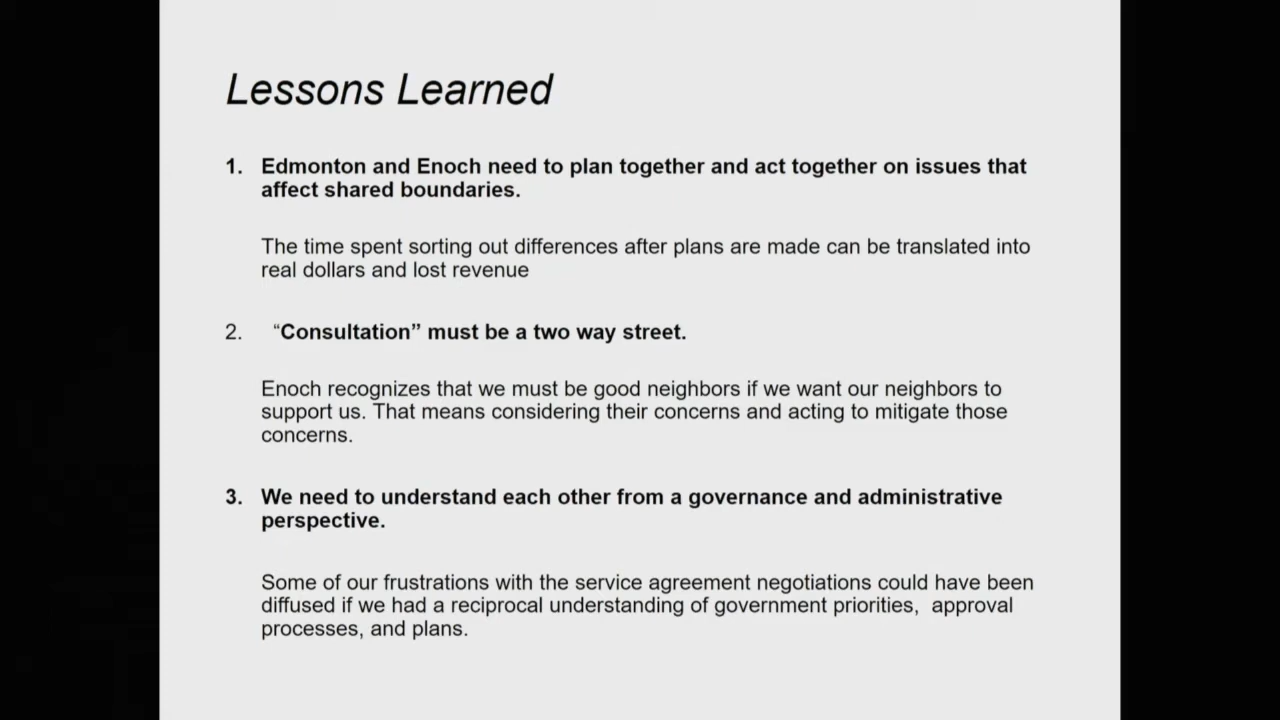 Lessons Learned
1. Edmonton and Enoch need to plan together and act together on issues that
affect shared boundaries.
The time spent sorting out differences after plans are made can be translated into
real dollars and lost revenue
2. “Consultation” must be a two way street.
Enoch recognizes that we must be good neighbors if we want our neighbors to
support us. That means considering their concerns and acting to mitigate those
concerns.
3. We need to understand each other from a governance and administrative
perspective.
Some of our frustrations with the service agreement negotiations could have been
diffused if we had a reciprocal understanding of government priorities,  approval
processes, and plans.